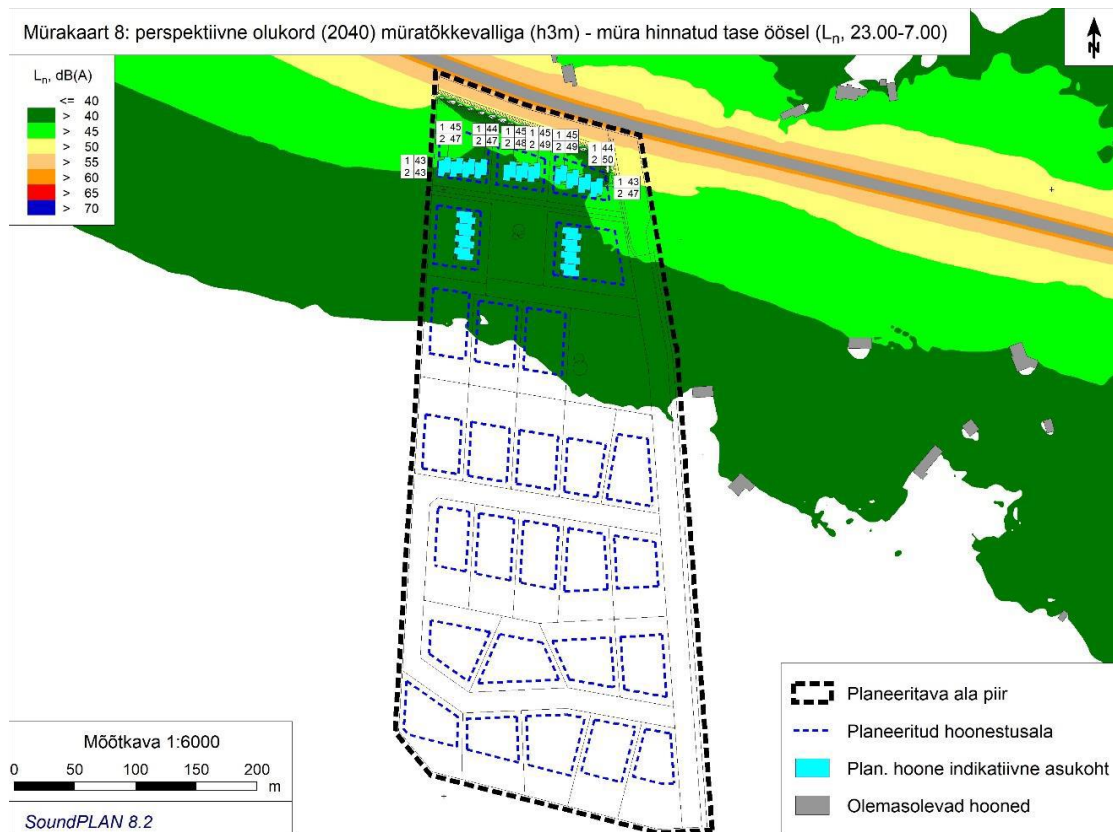 Mürakaart 8: perspektiivne olukord (2040) müratõkkevalliga (h3m) - müra hinnatud tase öösel (Ln, 23.00-7.00)
N
Ln, dB(A)
<= 40
> 40
> 45
> 50
> 55
> 60
> 65
> 70
1 45
2 47
1 44
2 47
1 45
2 48
1 45
2 49
1 45
2 49
1 44
2 50
1 43
2 43
1 43
2 47
Mõõtkava 1:6000
0 50 100 150 200
m
SoundPLAN 8.2
Planeeritava ala piir
Planeeritud hoonestusala
Plan. hoone indikatiivne asukoht
Olemasolevad hooned